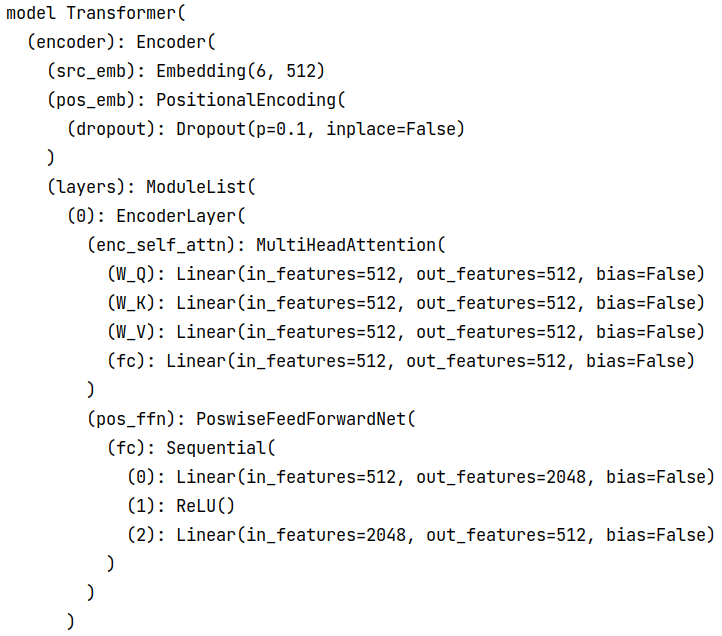 model Transformer(
  (encoder): Encoder(
    (src_emb): Embedding(6, 512)
    (pos_emb): PositionalEncoding(
      (dropout): Dropout(p=0.1, inplace=False)
    )
    (layers): ModuleList(
      (0): EncoderLayer(
        (enc_self_attn): MultiHeadAttention(
          (W_Q): Linear(in_features=512, out_features=512, bias=False)
          (W_K): Linear(in_features=512, out_features=512, bias=False)
          (W_V): Linear(in_features=512, out_features=512, bias=False)
          (fc): Linear(in_features=512, out_features=512, bias=False)
        )
        (pos_ffn): PoswiseFeedForwardNet(
          (fc): Sequential(
            (0): Linear(in_features=512, out_features=2048, bias=False)
            (1): ReLU()
            (2): Linear(in_features=2048, out_features=512, bias=False)
          )
        )
      )